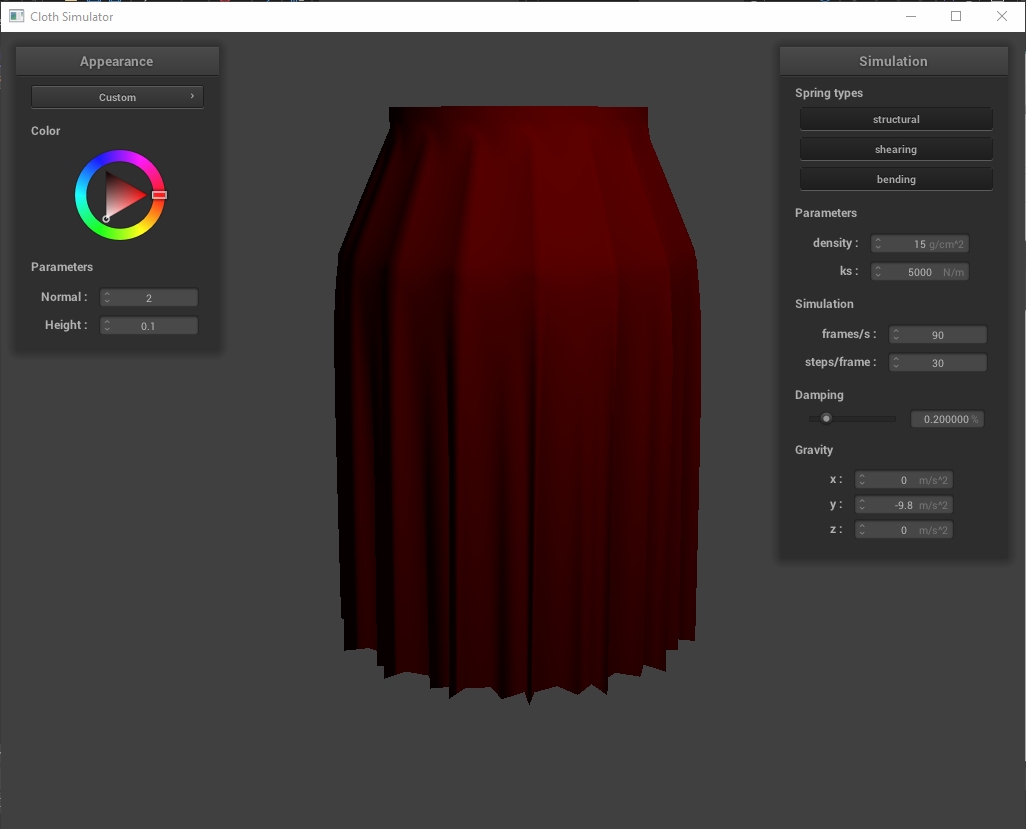 Cloth Simulator
Appearance
Custom
Color
Parameters
Normal : 2
Height : 0.1
Simulation
Spring types
structural
shearing
bending
Parameters
density : 15 g/cm^2
ks : 5000 N/m
Simulation
frames/s : 90
steps/frame : 30
Damping
0.200000 %
Gravity
x : 0 m/s^2
y : -9.8 m/s^2
z : 0 m/s^2